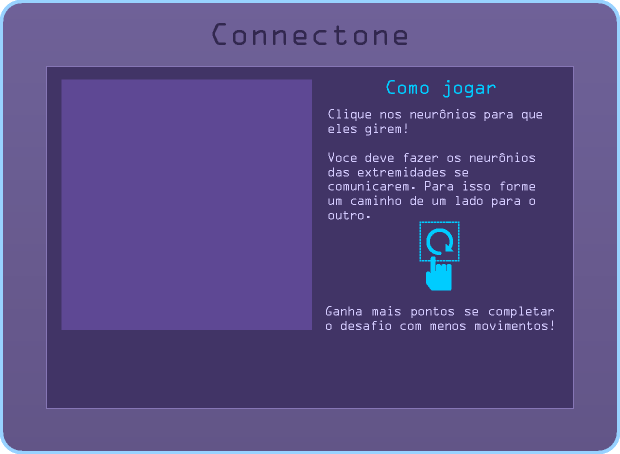 Connectone
Como jogar
Clique nos neurônios para que
eles girem!
Voce deve fazer os neurônios
das extremidades se
comunicarem. Para isso forme
um caminho de um lado para o
outro.
Ganha mais pontos se completar
o desafio com menos movimentos!